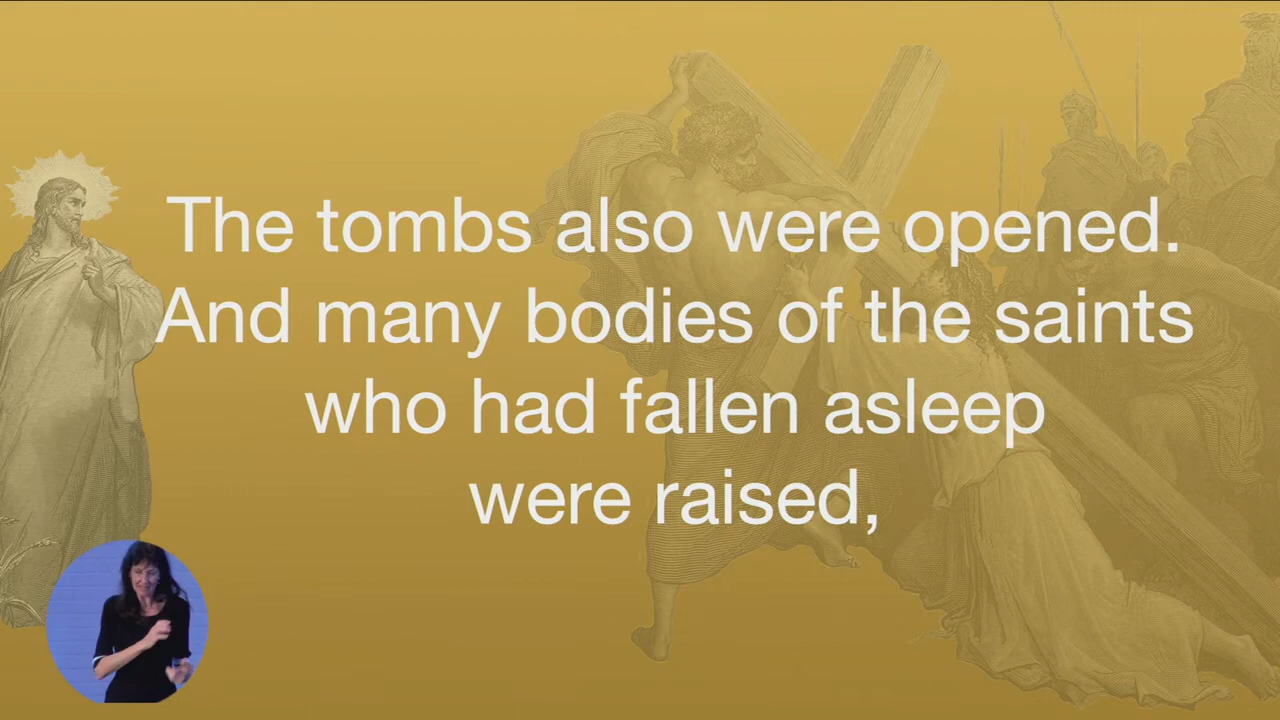 The tombs also were opened.
And many bodies of the saints
who had fallen asleep
were raised,